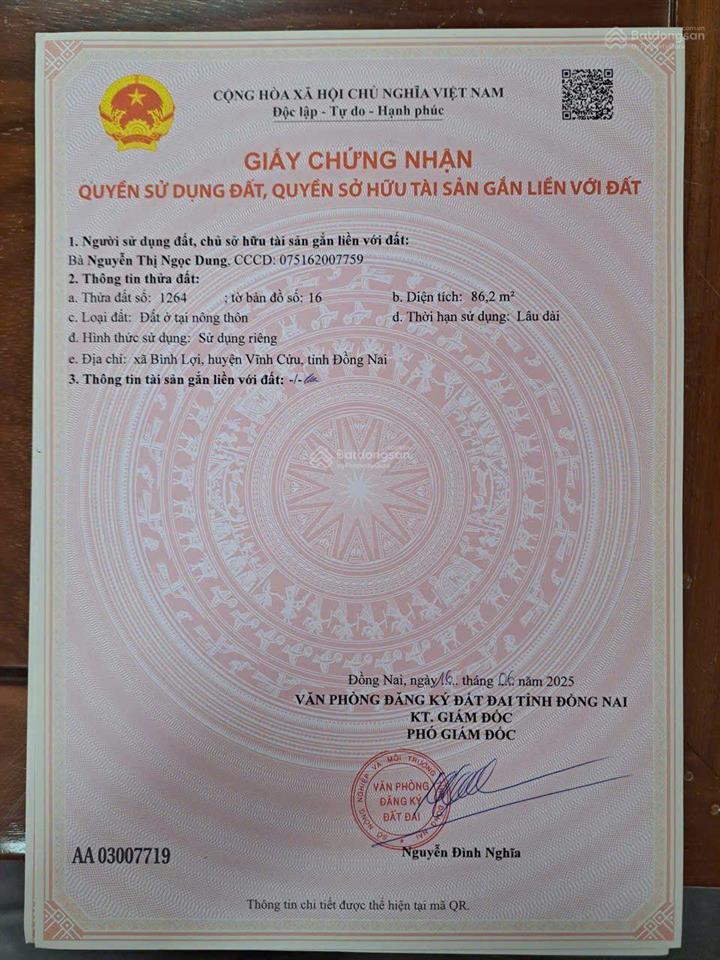 Batdongsan
CỘNG HÒA XÃ HỘI CHỦ NGHĨA VIỆT NAM
Độc lập - Tự do - Hạnh phúc
GIẤY CHỨNG NHẬN
QUYỀN SỬ DỤNG ĐẤT, QUYỀN SỞ HỮU TÀI SẢN GẮN LIỀN VỚI ĐẤT
1. Người sử dụng đất, chủ sở hữu tài sản gắn liền với đất:
Bà Nguyễn Thị Ngọc Dung. CCCD: 075162007759
2. Thông tin thửa đất:
a. Thửa đất số: 1264 ; tờ bản đồ số: 16 b. Diện tích: 86,2 m²
c. Loại đất: Đất ở tại nông thôn d. Thời hạn sử dụng: Lâu dài
đ. Hình thức sử dụng: Sử dụng riêng
e. Địa chỉ: xã Bình Lợi, huyện Vĩnh Cửu, tỉnh Đồng Nai
3. Thông tin tài sản gắn liền với đất: -/-
Batdongsan
Đồng Nai, ngày 16 tháng 06 năm 2025
VĂN PHÒNG ĐĂNG KÝ ĐẤT ĐAI TỈNH ĐỒNG NAI
KT. GIÁM ĐỐC
PHÓ GIÁM ĐỐC
SỞ NÔNG NGHIỆP VÀ MÔI TRƯỜNG
VĂN PHÒNG
ĐĂNG KÝ
ĐẤT ĐAI
Nguyễn Đình Nghĩa
AA 03007719
Thông tin chi tiết được thể hiện tại mã QR.